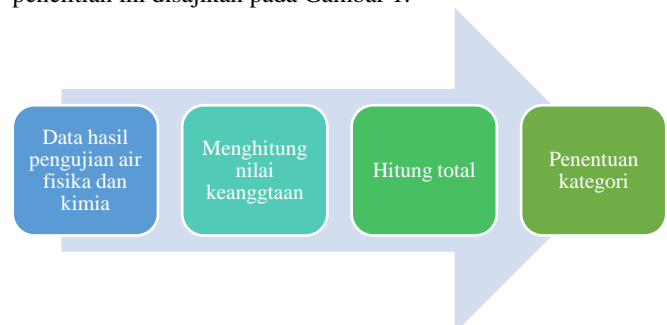 penelitian ini disajikan pada Gambar 1.
Data hasil
pengujian air
fisika dan
kimia
Menghitung
nilai
keanggtaan
Hitung total
Penentuan
kategori